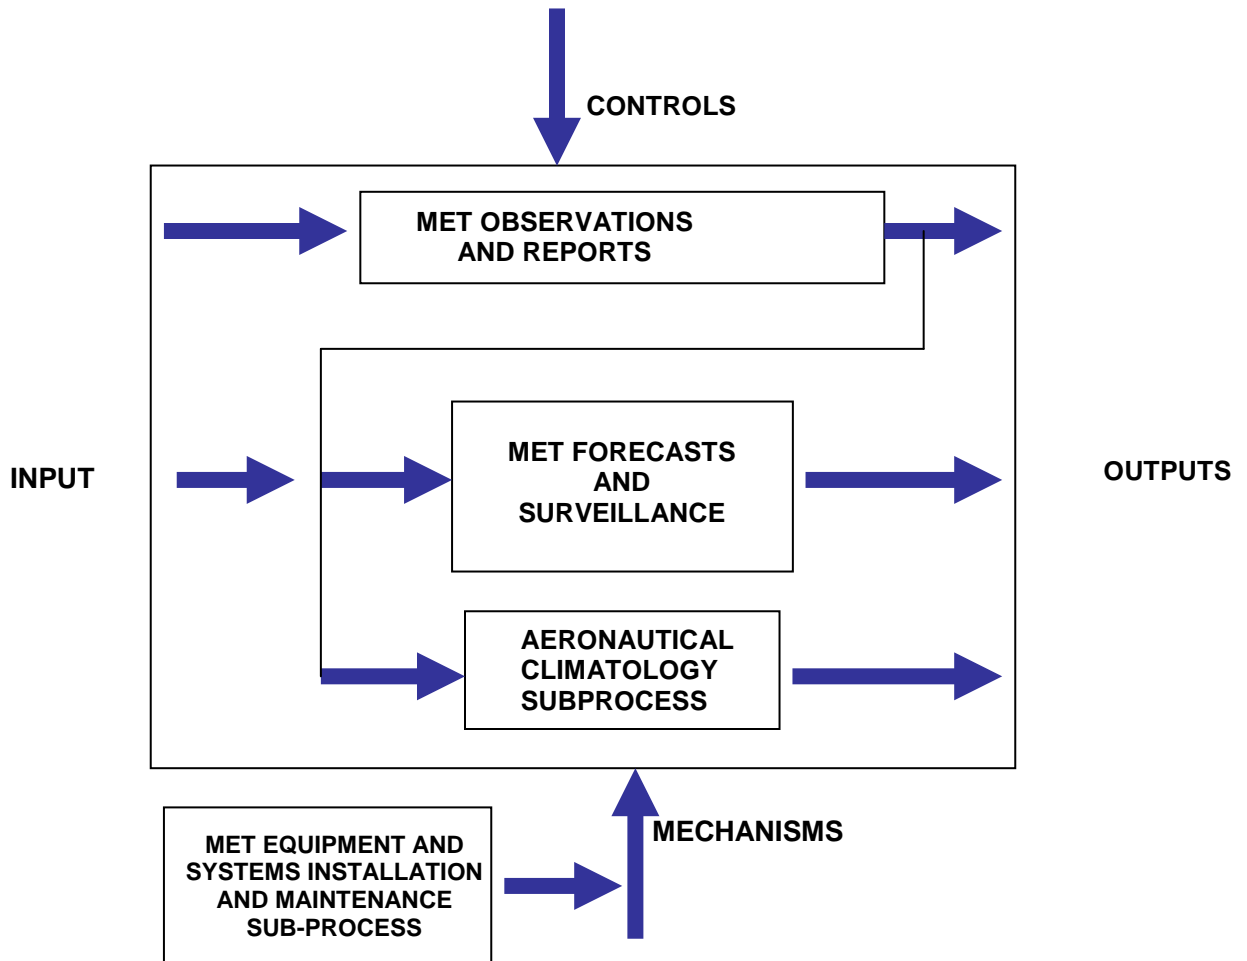 CONTROLS
MET OBSERVATIONS
AND REPORTS
INPUT
MET FORECASTS
AND
SURVEILLANCE
OUTPUTS
AERONAUTICAL
CLIMATOLOGY
SUBPROCESS
MECHANISMS
MET EQUIPMENT AND
SYSTEMS INSTALLATION
AND MAINTENANCE
SUB-PROCESS